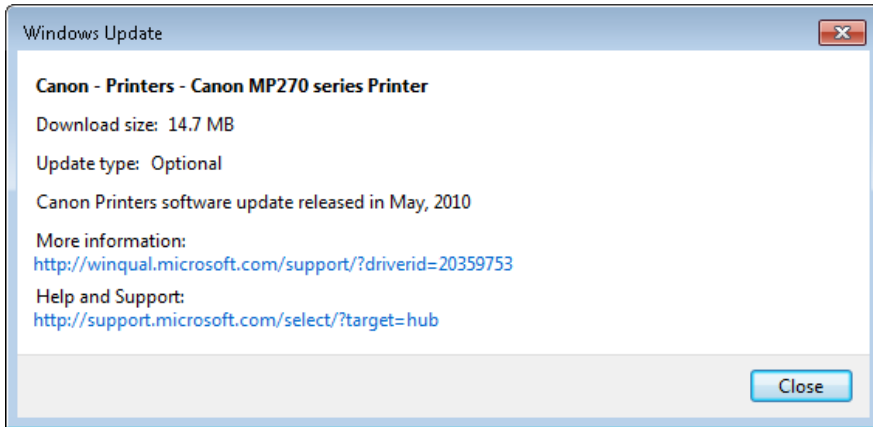 Windows Update
Canon - Printers - Canon MP270 series Printer
Download size: 14.7 MB
Update type: Optional
Canon Printers software update released in May, 2010
More information:
http://winqual.microsoft.com/support/?driverid=20359753
Help and Support:
http://support.microsoft.com/select/?target=hub
Close